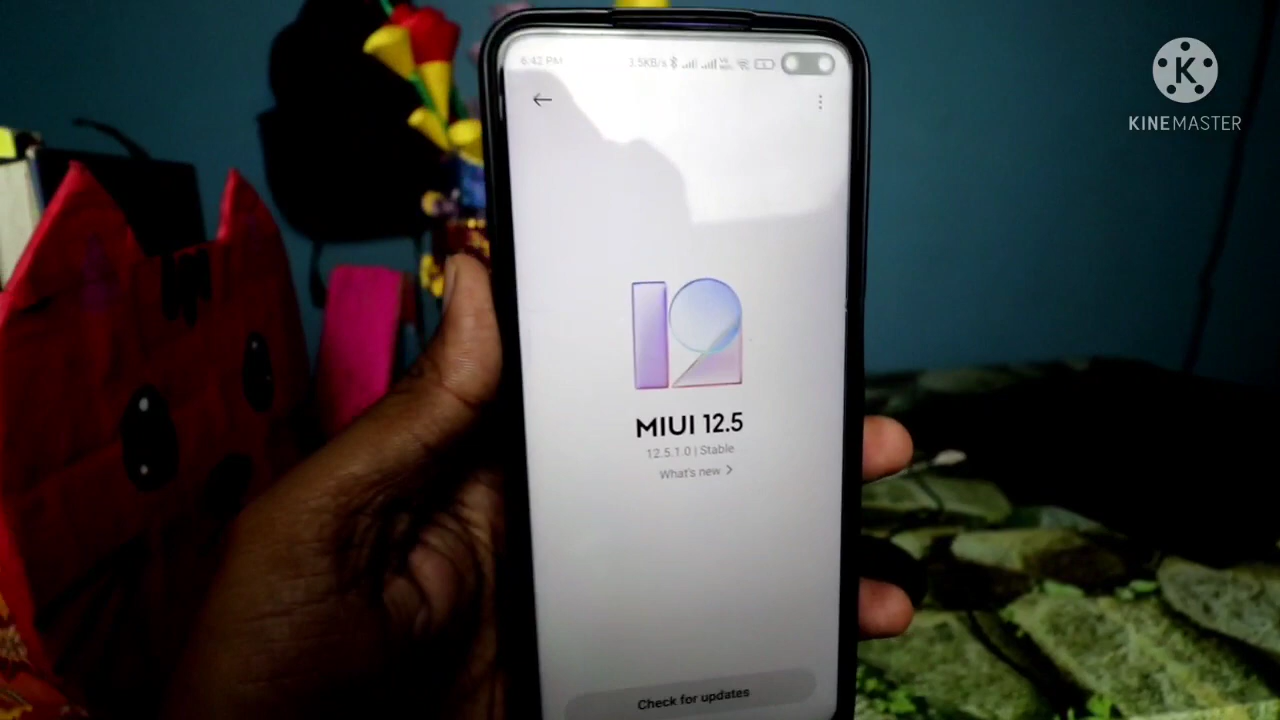 6:42 PM
3.5KB/s
KINEMASTER
MIUI 12.5
12.5.1.0 | Stable
What's new
Check for updates